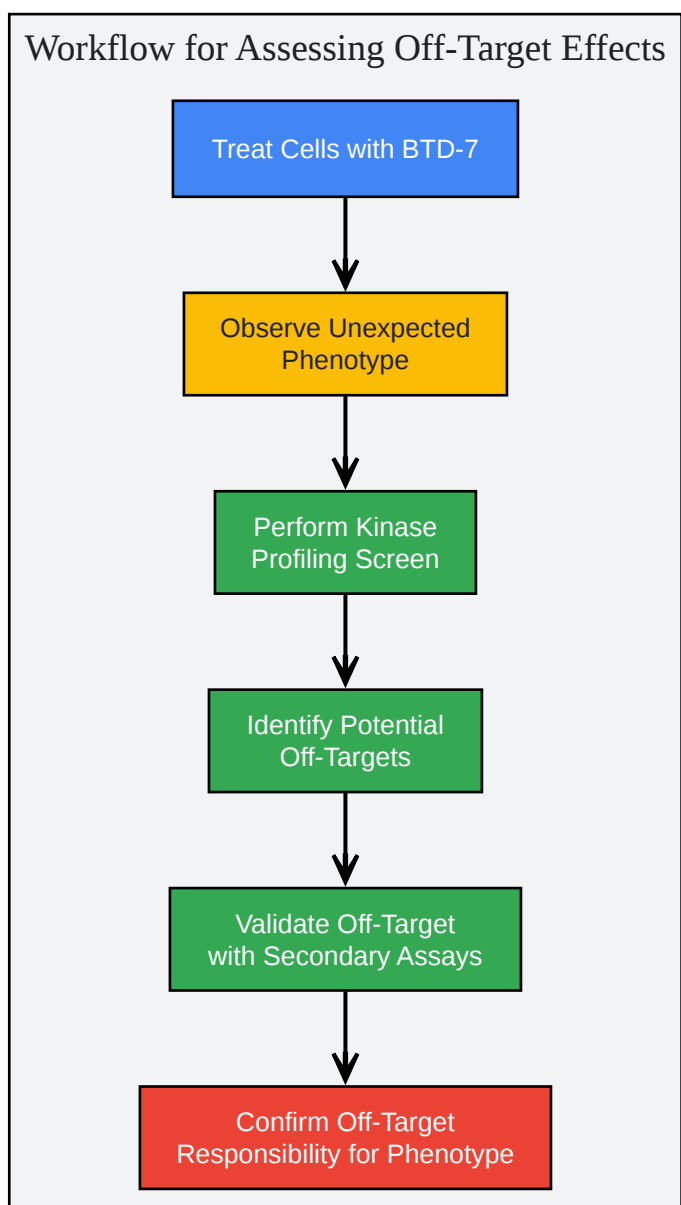 Workflow for Assessing Off-Target Effects
Treat Cells with BTD-7
Observe Unexpected
Phenotype
Perform Kinase
Profiling Screen
Identify Potential
Off-Targets
Validate Off-Target
with Secondary Assays
Confirm Off-Target
Responsibility for Phenotype